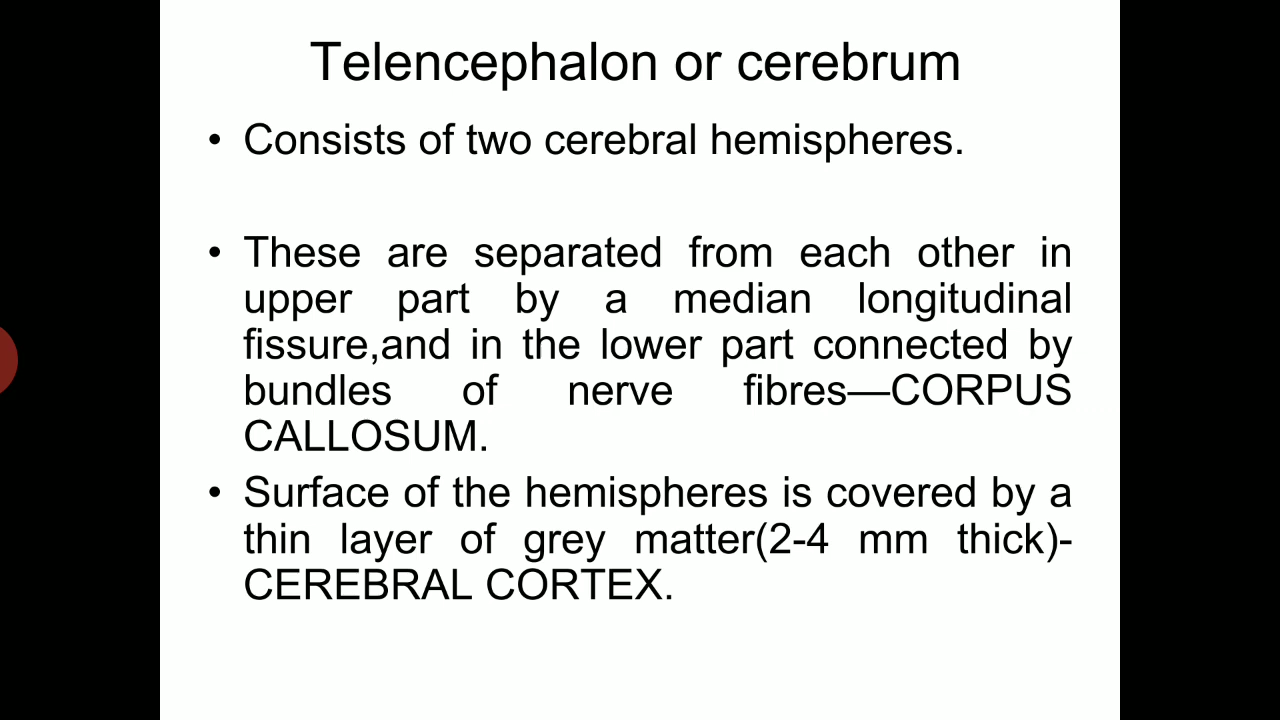 Telencephalon or cerebrum
• Consists of two cerebral hemispheres.
• These are separated from each other in
upper part by a median longitudinal
fissure,and in the lower part connected by
bundles of nerve fibres—CORPUS
CALLOSUM.
• Surface of the hemispheres is covered by a
thin layer of grey matter(2-4 mm thick)-
CEREBRAL CORTEX.